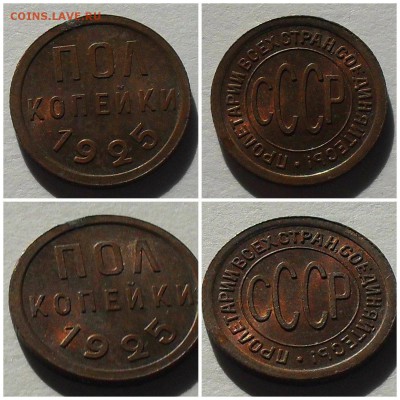 COINS.LAVE.RU
ПОЛ
КОПЕЙКИ
1925
ПРОЛЕТАРИИ ВСЕХ СТРАН СОЕДИНЯЙТЕСЬ!
СССР
ПОЛ
КОПЕЙКИ
1925
ПРОЛЕТАРИИ ВСЕХ СТРАН СОЕДИНЯЙТЕСЬ!
СССР